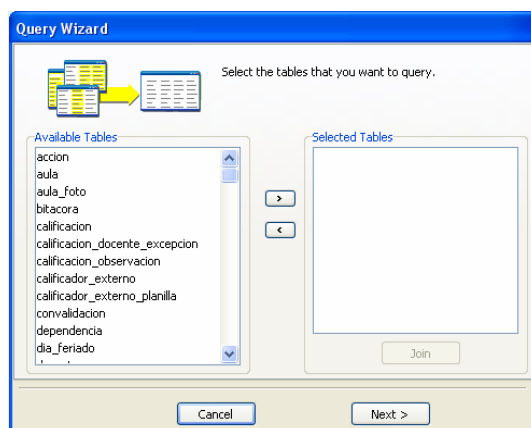 Query Wizard
Select the tables that you want to query.
Available Tables
accion
aula
aula_foto
bitacora
calificacion
calificacion_docente_excepcion
calificacion_observacion
calificador_externo
calificador_externo_planilla
convalidacion
dependencia
dia_feriado
>
<
Selected Tables
Join
Cancel
Next >